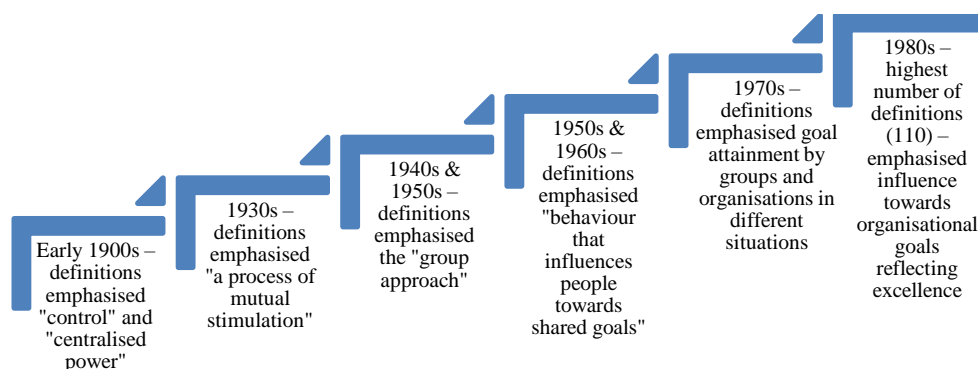 Early 1900s –
definitions
emphasised
"control" and
"centralised
power"
1930s –
definitions
emphasised
"a process of
mutual
stimulation"
1940s &
1950s –
definitions
emphasised
the "group
approach"
1950s &
1960s–
definitions
emphasised
"behaviour
that
influences
people
towards
shared goals"
1970s –
definitions
emphasised goal
attainment by
groups and
organisations in
different
situations
1980s –
highest
number of
definitions
(110) –
emphasised
influence
towards
organisational
goals
reflecting
excellence